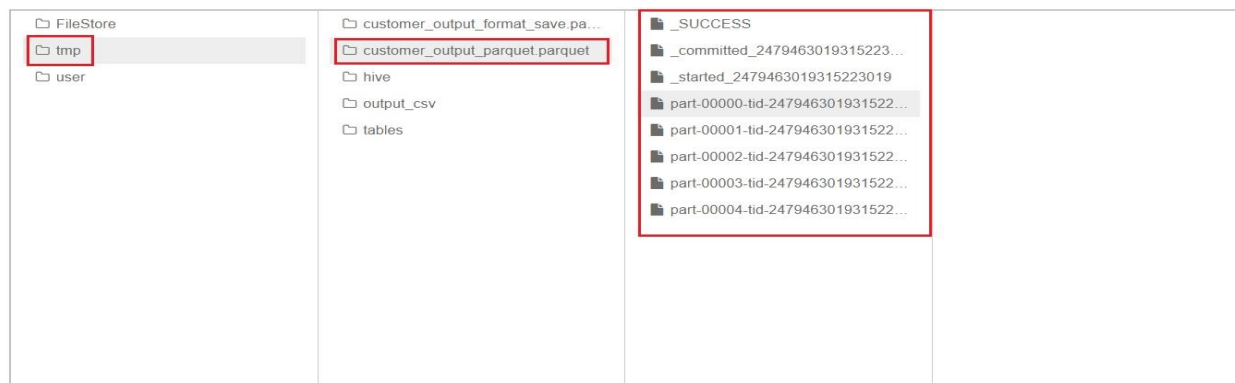 FileStore
tmp
user
customer_output_format_save.pa...
customer_output_parquet.parquet
hive
output_csv
tables
_SUCCESS
_committed_2479463019315223...
_started_2479463019315223019
part-00000-tid-247946301931522...
part-00001-tid-247946301931522...
part-00002-tid-247946301931522...
part-00003-tid-247946301931522...
part-00004-tid-247946301931522...